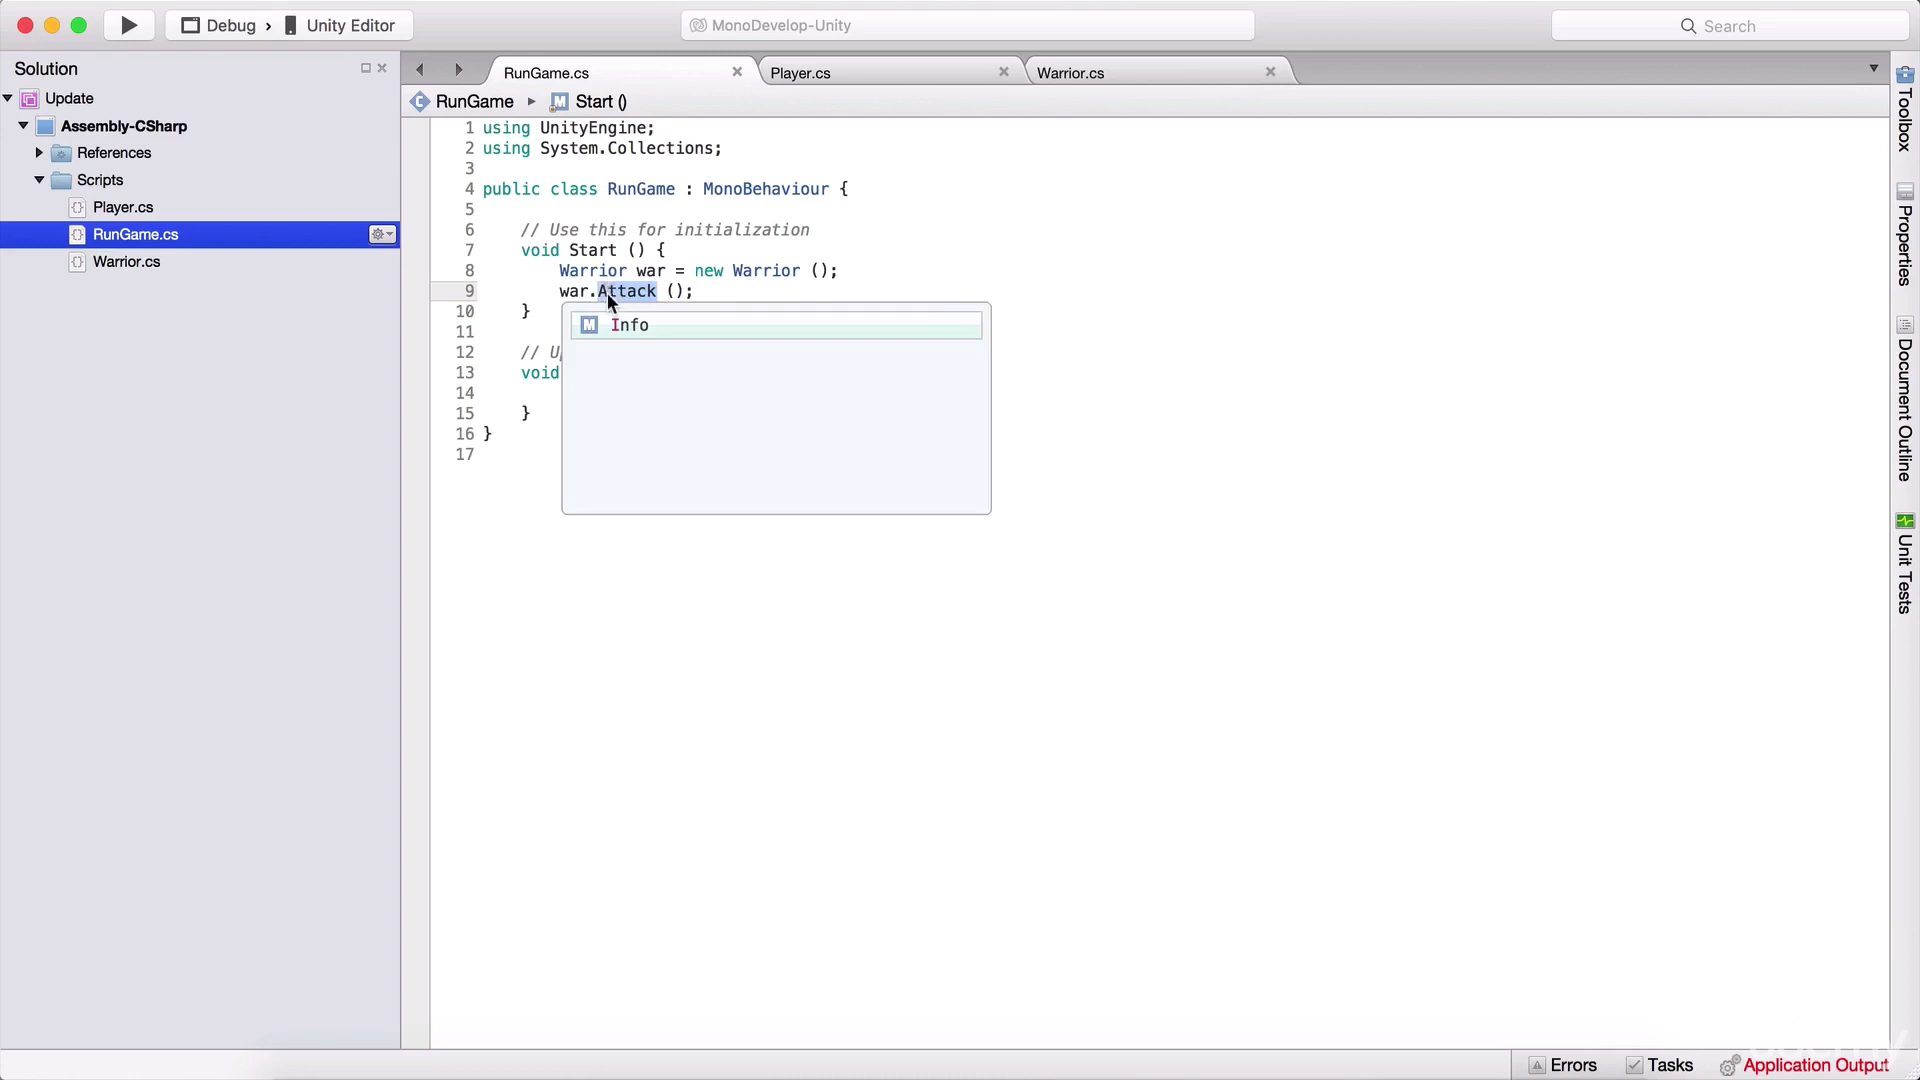 Debug › Unity Editor
MonoDevelop-Unity
Search
Solution
Update
Assembly-CSharp
References
Scripts
Player.cs
RunGame.cs
Warrior.cs
RunGame.cs
Player.cs
Warrior.cs
RunGame ▸ Start ()
1 using UnityEngine;
2 using System.Collections;
3
4 public class RunGame : MonoBehaviour {
5
6 // Use this for initialization
7 void Start () {
8 Warrior war = new Warrior ();
9 war.Attack ();
10 }
11
12 //
13 void
14
15 }
16 }
17
M Info
Toolbox
Properties
Document Outline
Unit Tests
Errors
Tasks
Application Output